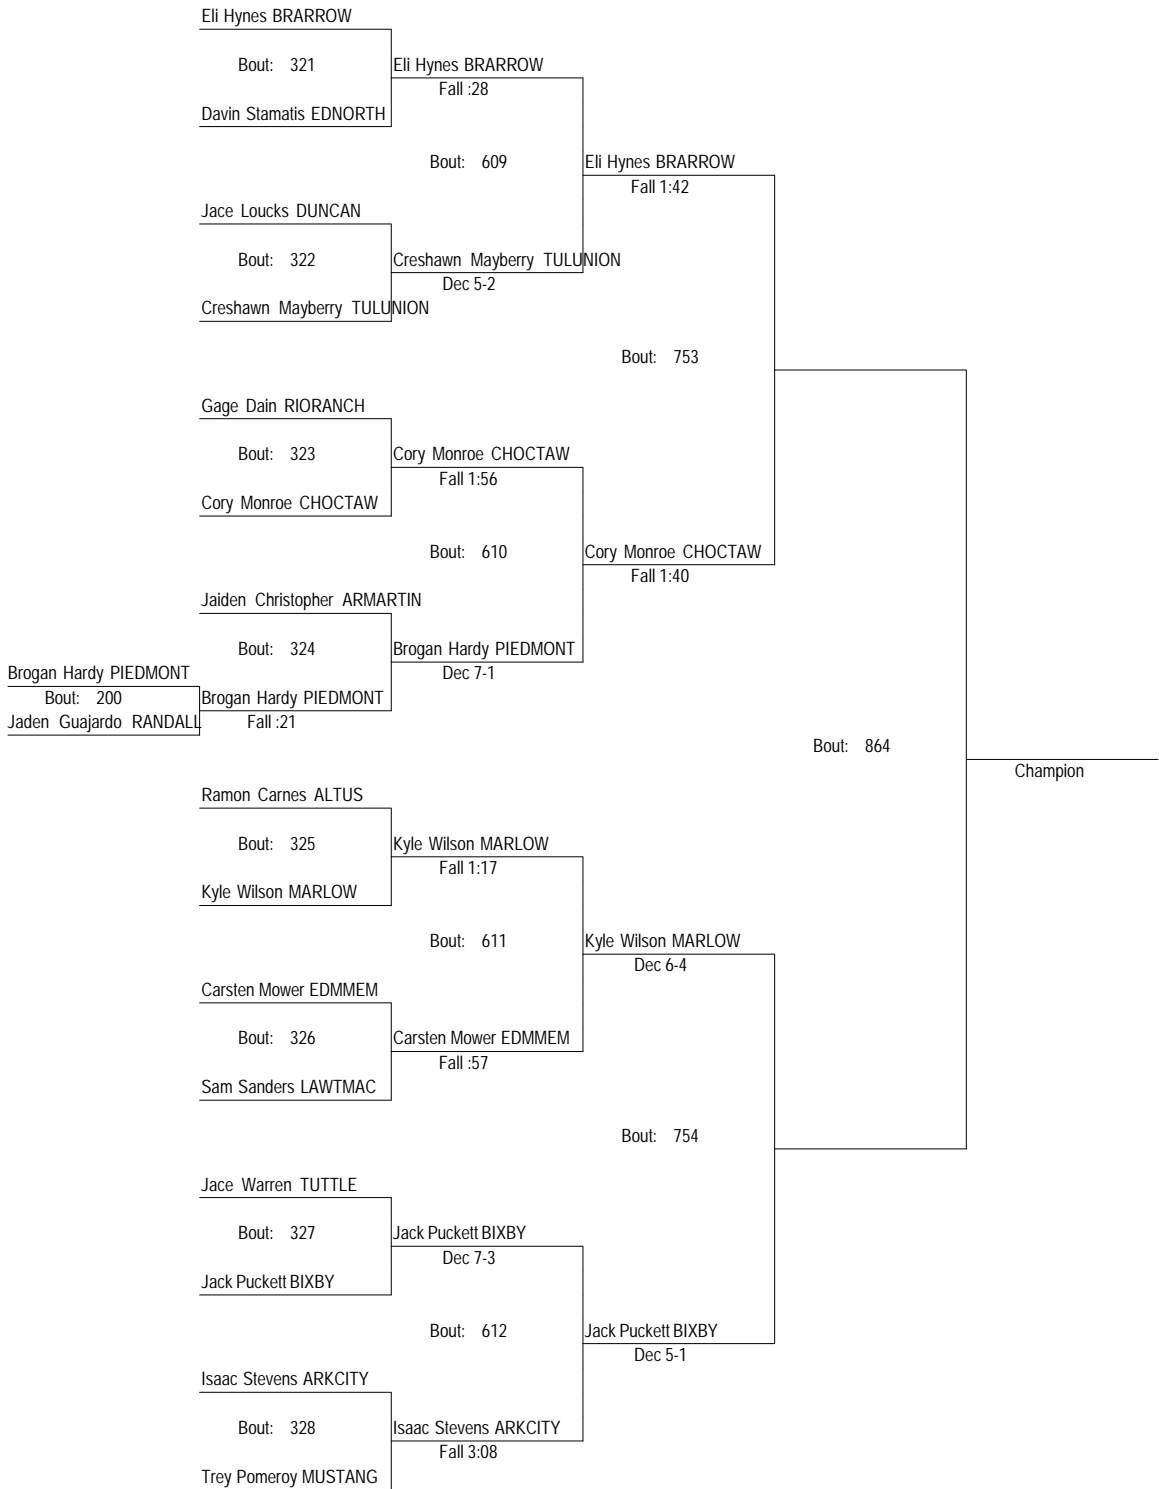 Eli Hynes BRARROW
Bout: 321
Eli Hynes BRARROW
Fall :28
Davin Stamatis EDNORTH
Bout: 609
Eli Hynes BRARROW
Fall 1:42
Jace Loucks DUNCAN
Bout: 322
Creshawn Mayberry TULUNION
Dec 5-2
Creshawn Mayberry TULUNION
Bout: 753
Gage Dain RIORANCH
Bout: 323
Cory Monroe CHOCTAW
Fall 1:56
Cory Monroe CHOCTAW
Bout: 610
Cory Monroe CHOCTAW
Fall 1:40
Jaiden Christopher ARMARTIN
Bout: 324
Brogan Hardy PIEDMONT
Dec 7-1
Brogan Hardy PIEDMONT
Bout: 200
Brogan Hardy PIEDMONT
Jaden Guajardo RANDALL
Fall :21
Bout: 864
Champion
Ramon Carnes ALTUS
Bout: 325
Kyle Wilson MARLOW
Fall 1:17
Kyle Wilson MARLOW
Bout: 611
Kyle Wilson MARLOW
Dec 6-4
Carsten Mower EDMMEM
Bout: 326
Carsten Mower EDMMEM
Fall :57
Sam Sanders LAWTMAC
Bout: 754
Jace Warren TUTTLE
Bout: 327
Jack Puckett BIXBY
Dec 7-3
Jack Puckett BIXBY
Bout: 612
Jack Puckett BIXBY
Dec 5-1
Isaac Stevens ARKCITY
Bout: 328
Isaac Stevens ARKCITY
Fall 3:08
Trey Pomeroy MUSTANG